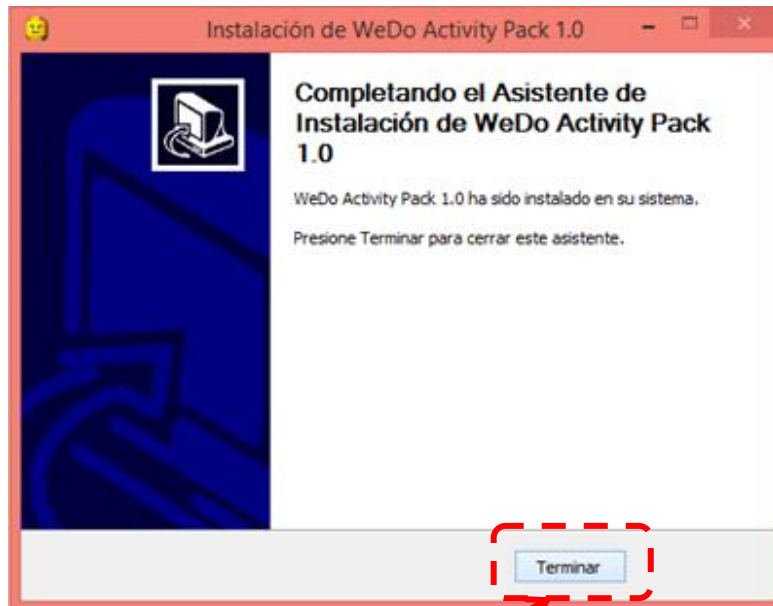 Instalación de WeDo Activity Pack 1.0
Completando el Asistente de
Instalación de WeDo Activity Pack
1.0
WeDo Activity Pack 1.0 ha sido instalado en su sistema.
Presione Terminar para cerrar este asistente.
Terminar